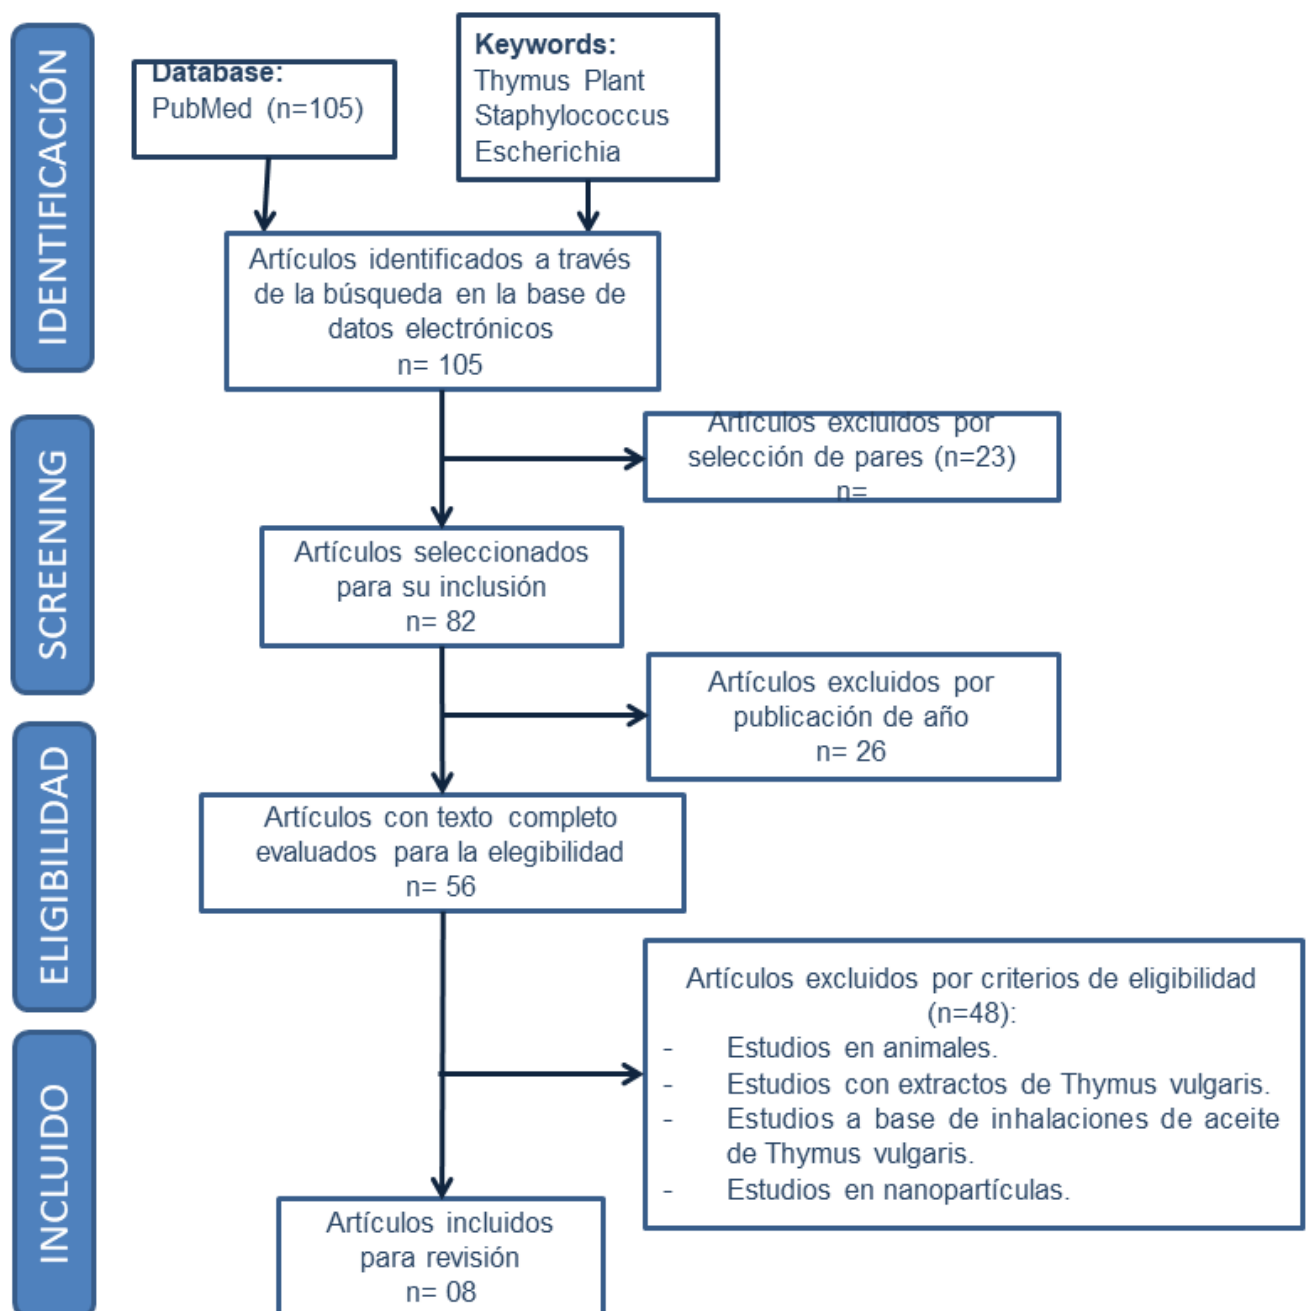 IDENTIFICACIÓN
Database:
PubMed (n=105)
Keywords:
Thymus Plant
Staphylococcus
Escherichia
Artículos identificados a través
de la búsqueda en la base de
datos electrónicos
n= 105
SCREENING
Artículos excluidos por
selección de pares (n=23)
n=
Artículos seleccionados
para su inclusión
n= 82
Artículos excluidos por
publicación de año
n= 26
ELIGIBILIDAD
Artículos con texto completo
evaluados para la elegibilidad
n= 56
Artículos excluidos por criterios de eligibilidad
(n=48):
- Estudios en animales.
- Estudios con extractos de Thymus vulgaris.
- Estudios a base de inhalaciones de aceite
de Thymus vulgaris.
- Estudios en nanopartículas.
INCLUIDO
Artículos incluidos
para revisión
n= 08